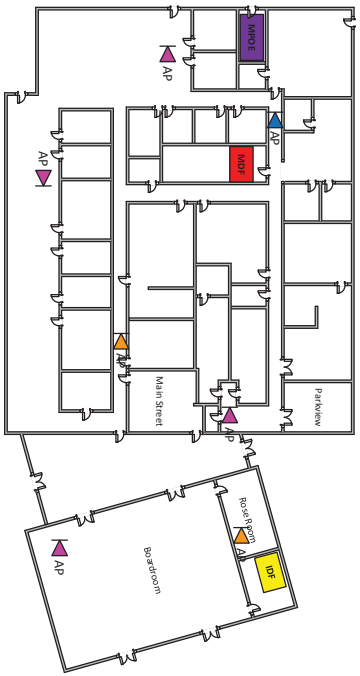 MPOE
AP
AP
MDF
AP
AP
Main Street
Parkview
AP
Rose Room
AP
IDF
Boardroom
AP